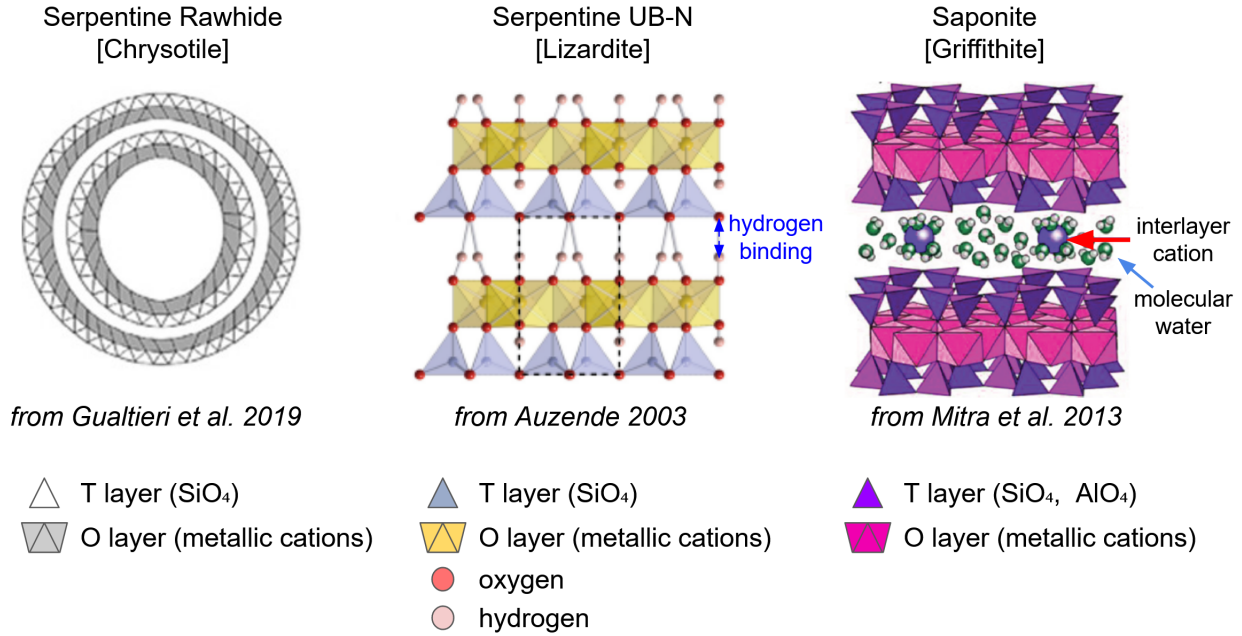 Serpentine Rawhide
[Chrysotile]
Serpentine UB-N
[Lizardite]
Saponite
[Griffithite]
hydrogen
binding
interlayer
cation
molecular
water
from Gualtieri et al. 2019
from Auzende 2003
from Mitra et al. 2013
T layer (SiO₄)
O layer (metallic cations)
T layer (SiO₄)
O layer (metallic cations)
oxygen
hydrogen
T layer (SiO₄, AlO₄)
O layer (metallic cations)